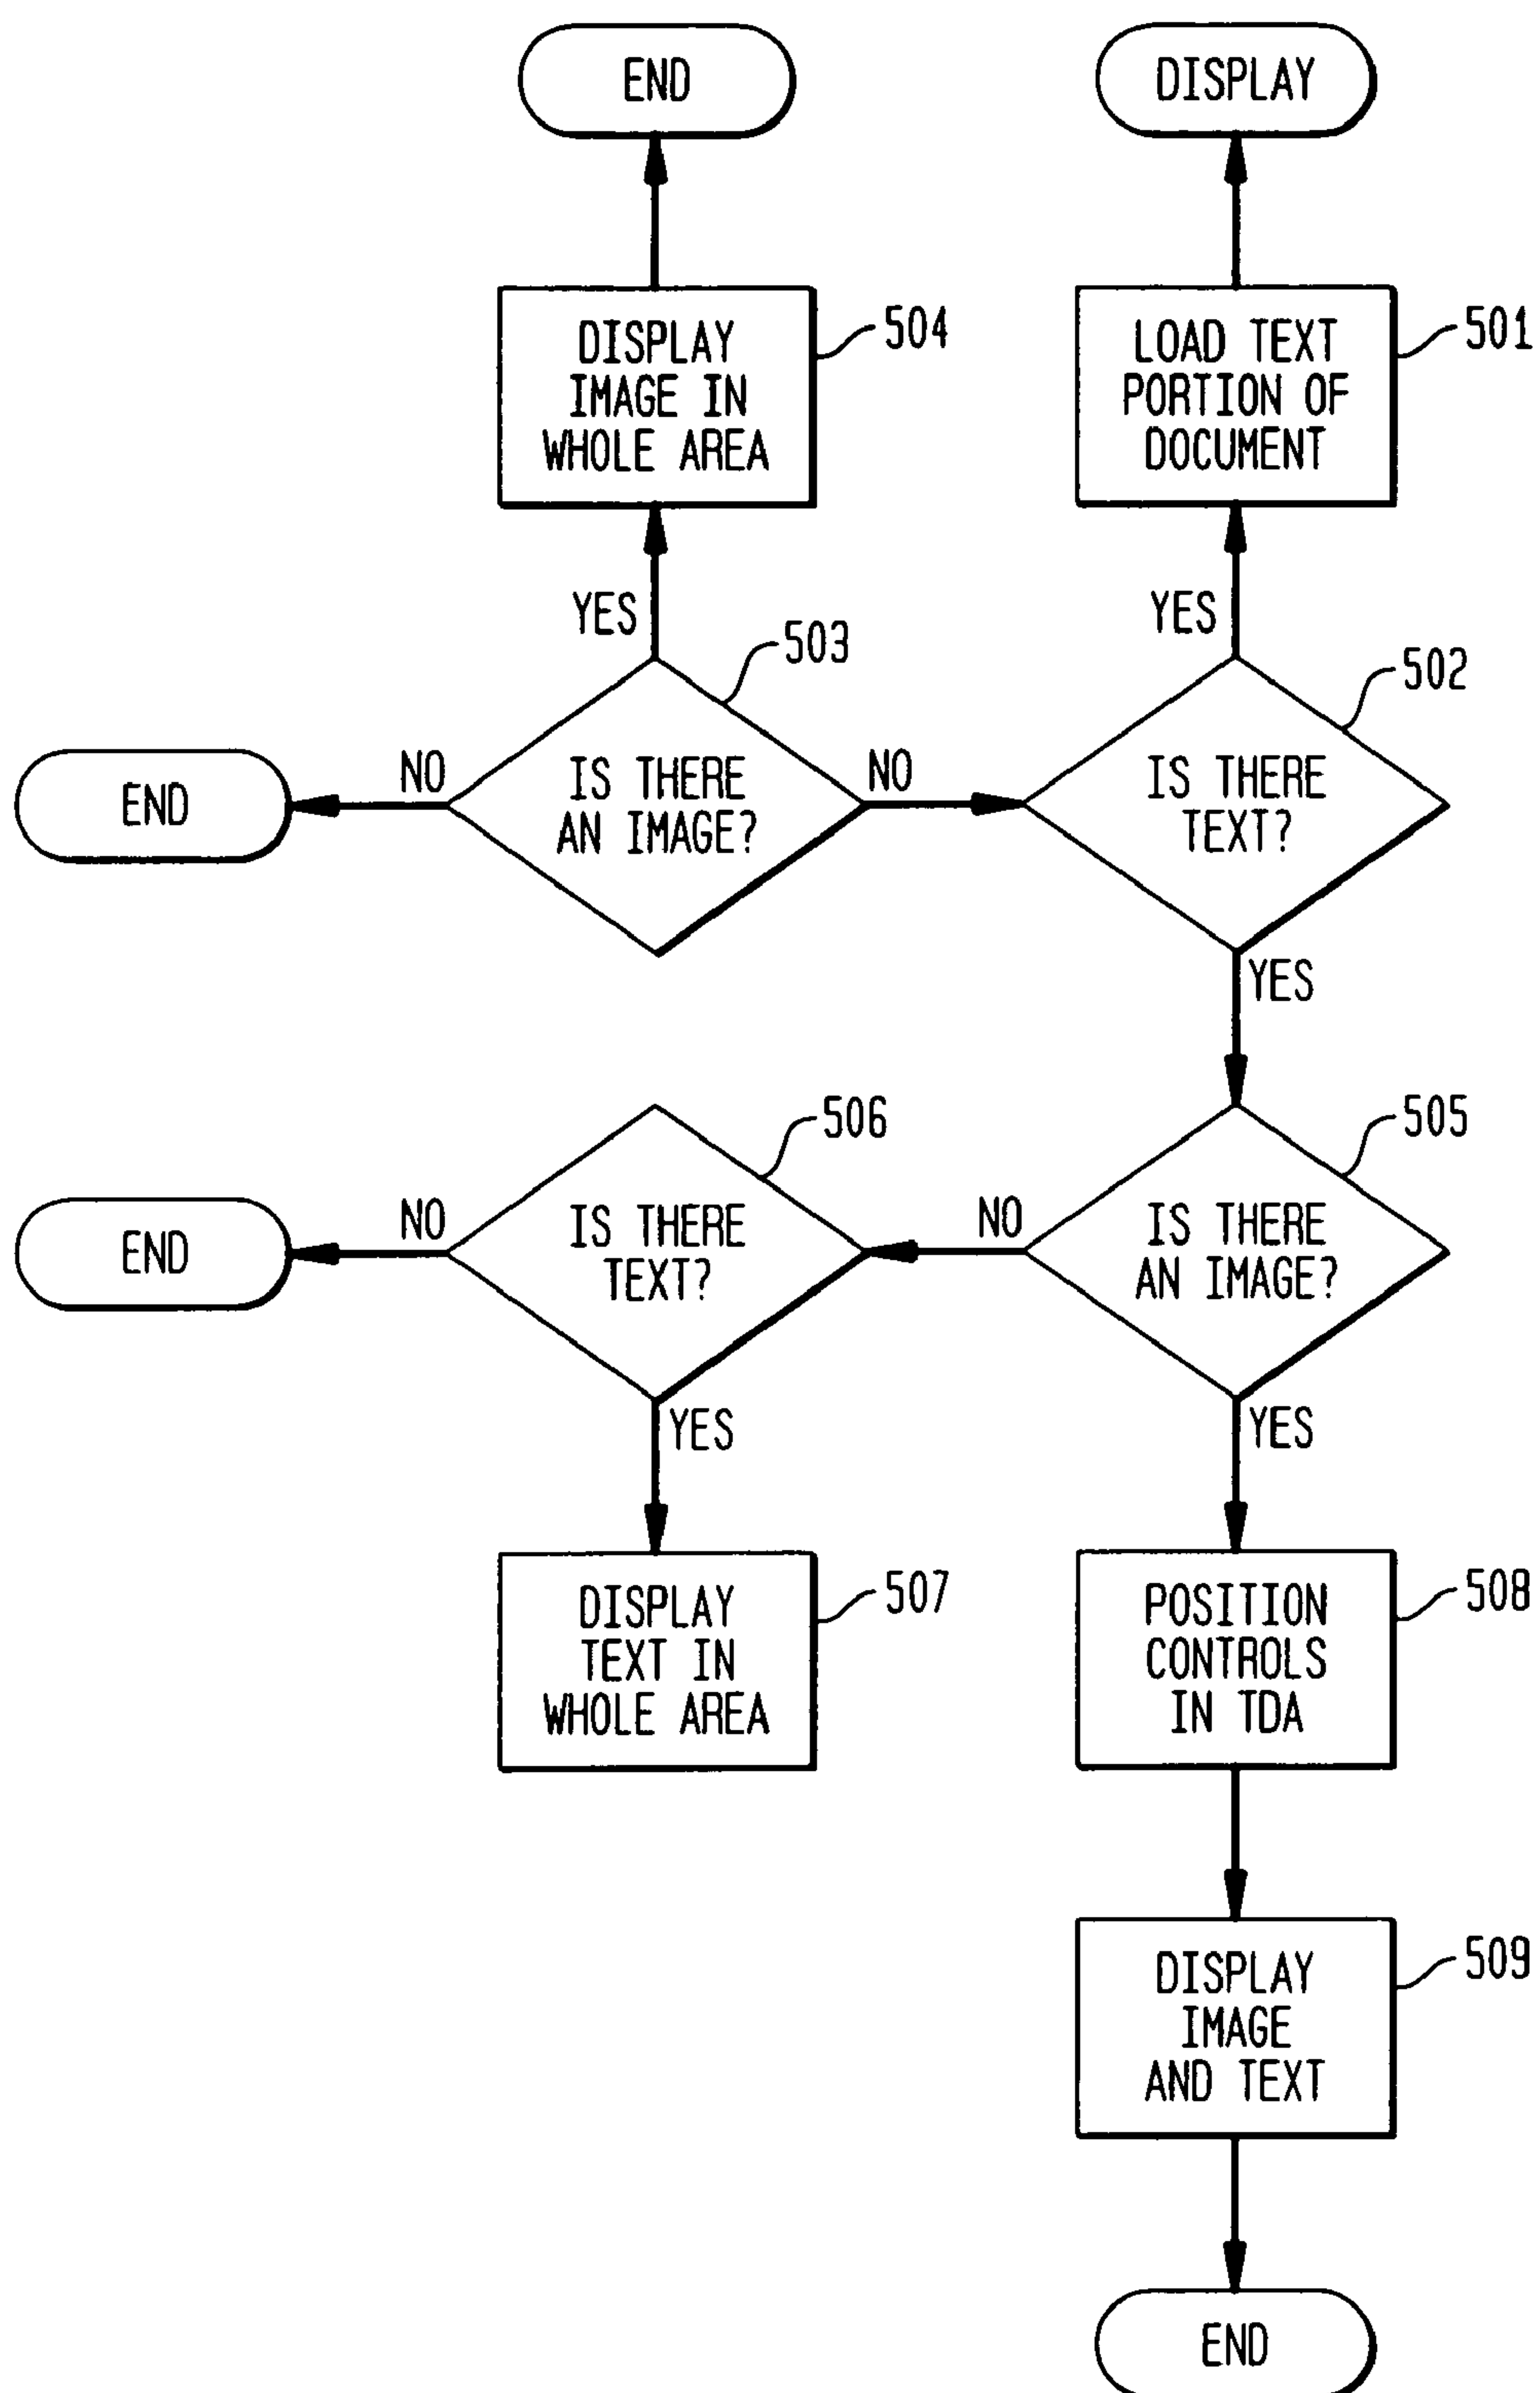 END
DISPLAY
DISPLAY
IMAGE IN
WHOLE AREA
504
LOAD TEXT
PORTION OF
DOCUMENT
501
YES
YES
503
502
NO
END
IS THERE
AN IMAGE?
NO
IS THERE
TEXT?
YES
506
505
NO
END
IS THERE
TEXT?
NO
IS THERE
AN IMAGE?
YES
YES
DISPLAY
TEXT IN
WHOLE AREA
507
POSITION
CONTROLS
IN TDA
508
DISPLAY
IMAGE
AND TEXT
509
END